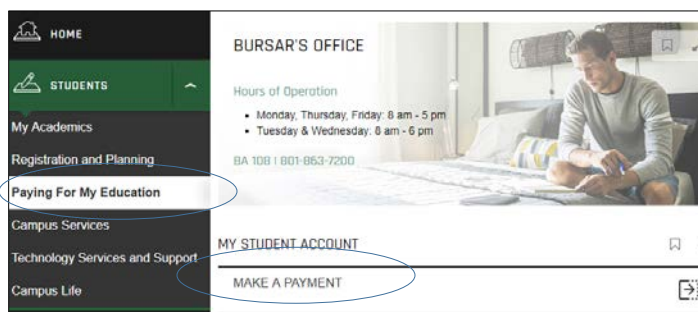 HOME
STUDENTS
My Academics
Registration and Planning
Paying For My Education
Campus Services
Technology Services and Support
Campus Life
BURSAR'S OFFICE
Hours of Operation
• Monday, Thursday, Friday: 8 am - 5 pm
• Tuesday & Wednesday: 8 am - 6 pm
BA 108 | 801-863-7200
MY STUDENT ACCOUNT
MAKE A PAYMENT